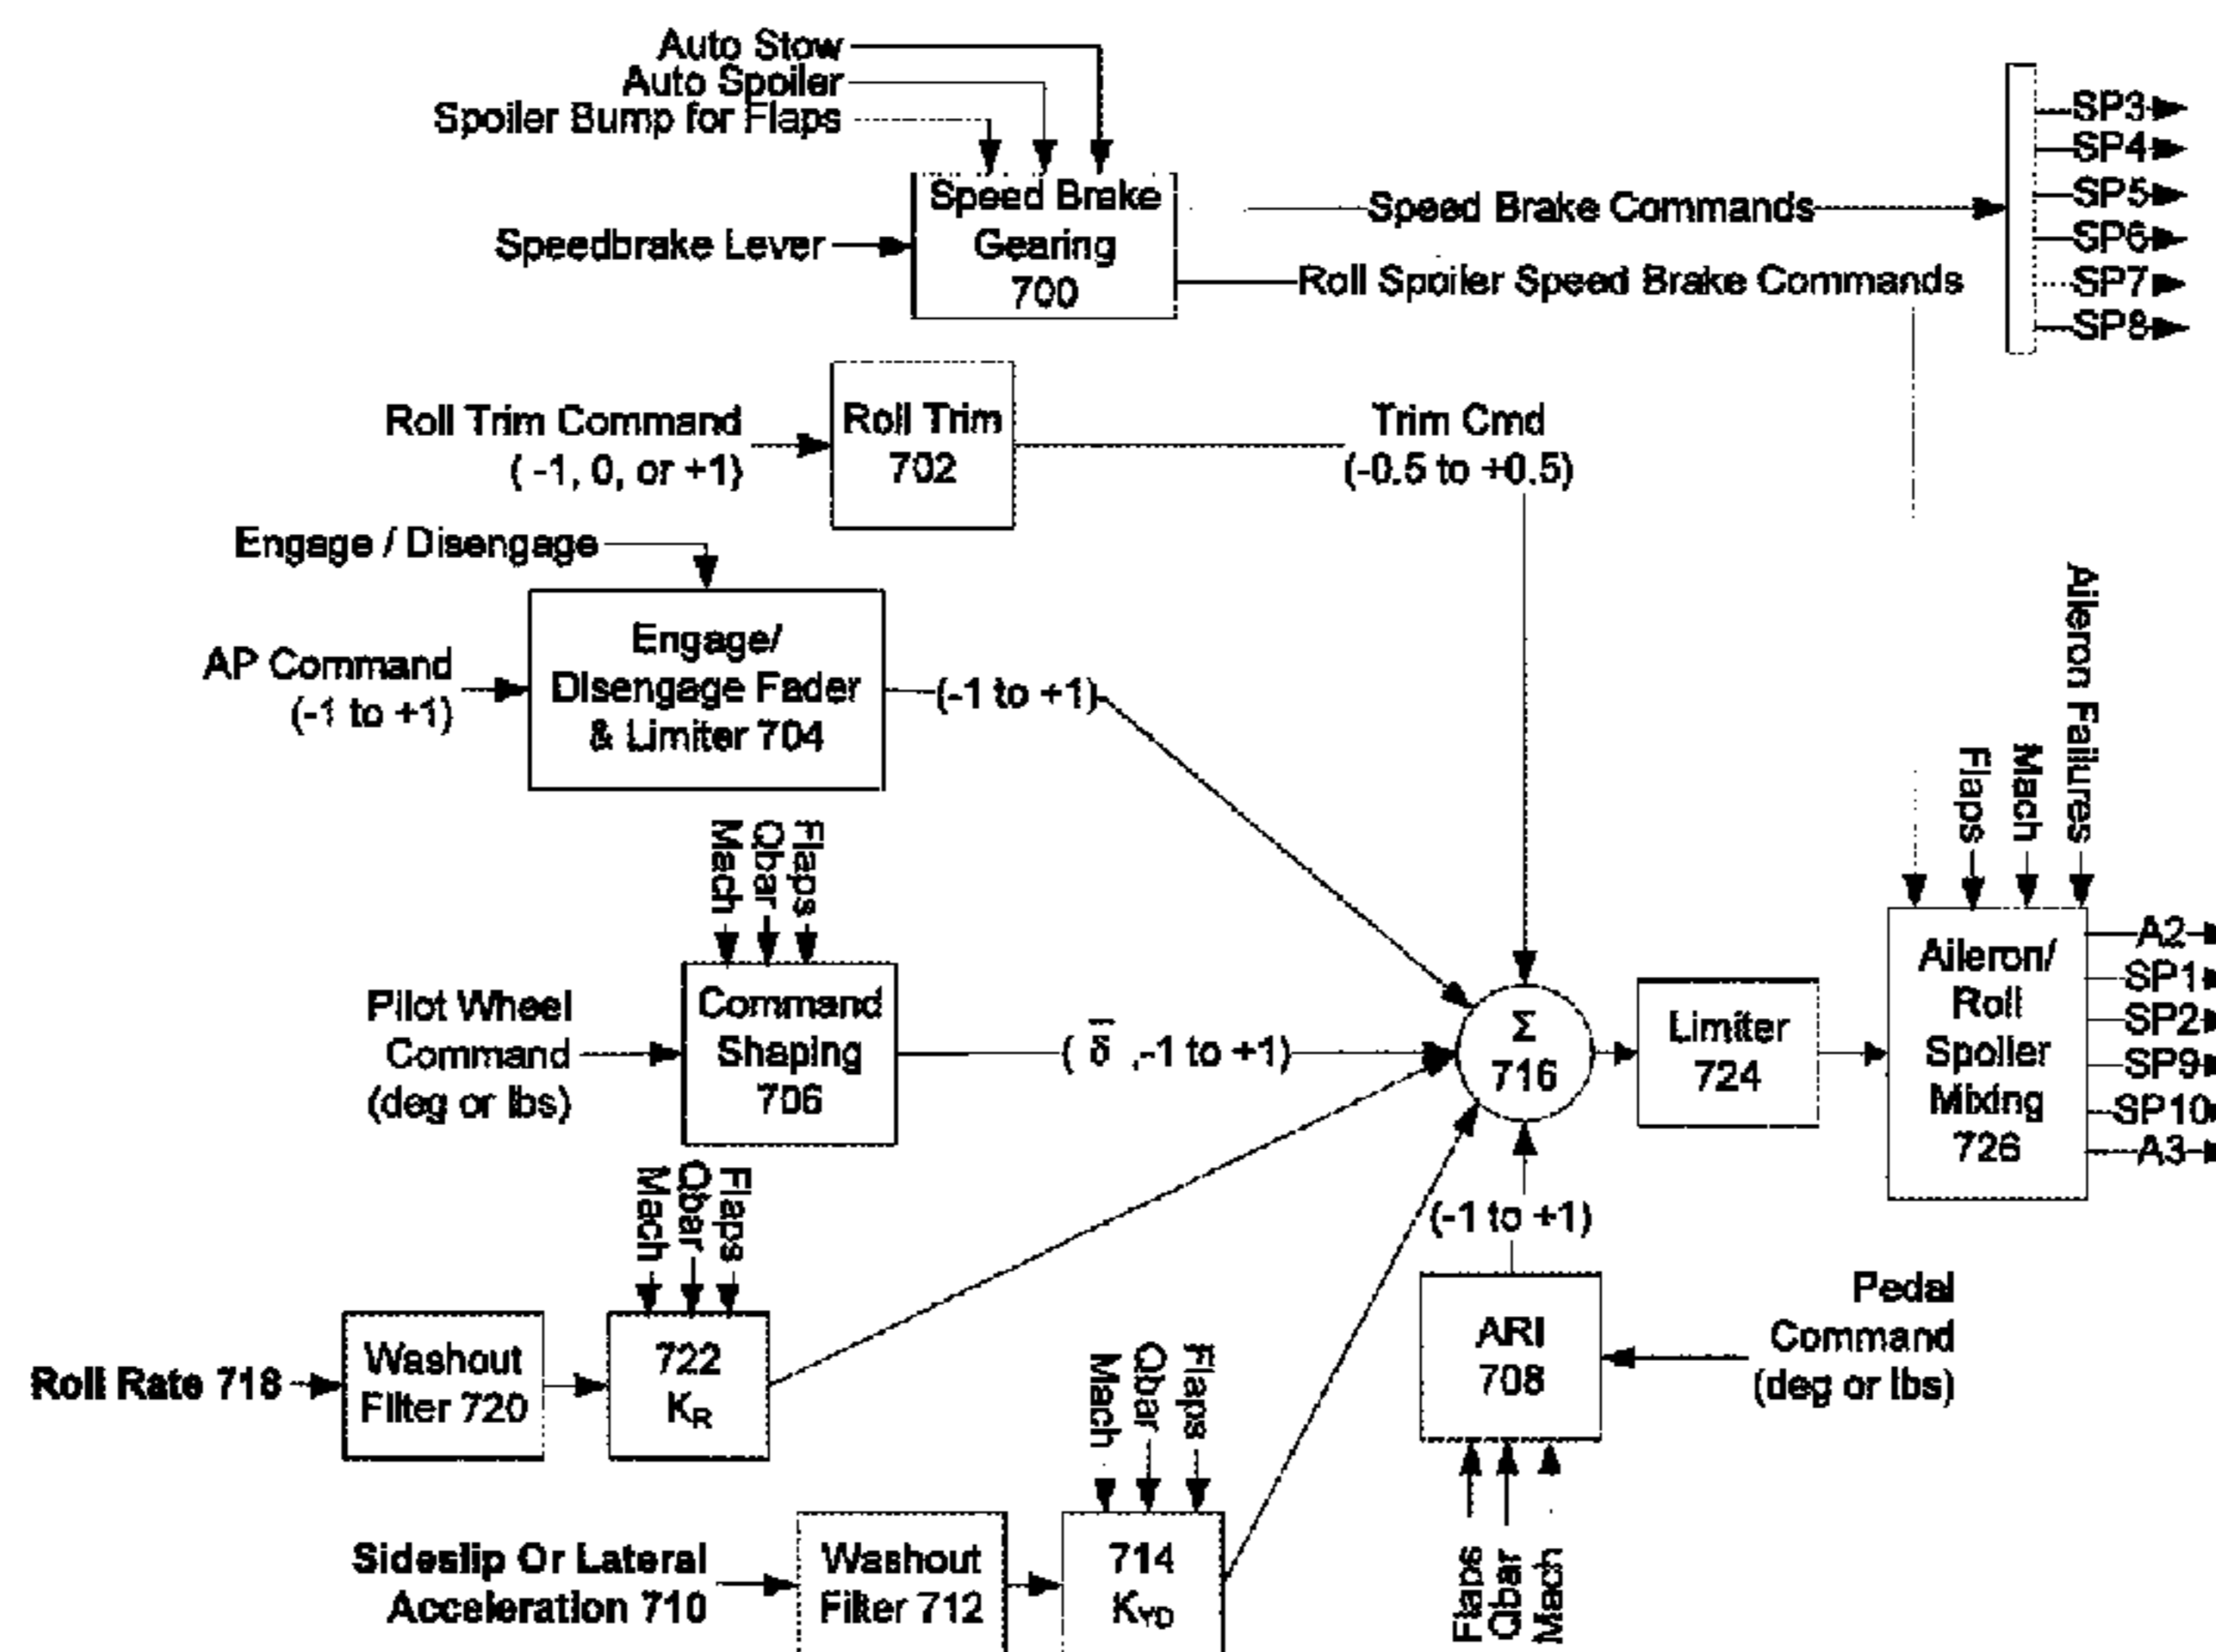 Auto Stow
Auto Spoiler
Spoiler Bump for Flaps
Speedbrake Lever
Speed Brake
Gearing
700
Speed Brake Commands
Roll Spoiler Speed Brake Commands
SP3
SP4
SP5
SP6
SP7
SP8
Roll Trim Command
( -1, 0, or +1)
Roll Trim
702
Trim Cmd
(-0.5 to +0.5)
Engage / Disengage
AP Command
(-1 to +1)
Engage/
Disengage Fader
& Limiter 704
(-1 to +1)
Mach
Qbar
Flaps
Pilot Wheel
Command
(deg or lbs)
Command
Shaping
706
( δ̄ ,-1 to +1)
Σ
716
Limiter
724
Flaps
Mach
Aileron Failures
Aileron/
Roll
Spoiler
Mixing
726
A2
SP1
SP2
SP9
SP10
A3
Mach
Qbar
Flaps
Roll Rate 718
Washout
Filter 720
722
KR
(-1 to +1)
ARI
708
Pedal
Command
(deg or lbs)
Flaps
Qbar
Mach
Mach
Qbar
Flaps
Sideslip Or Lateral
Acceleration 710
Washout
Filter 712
714
KYD